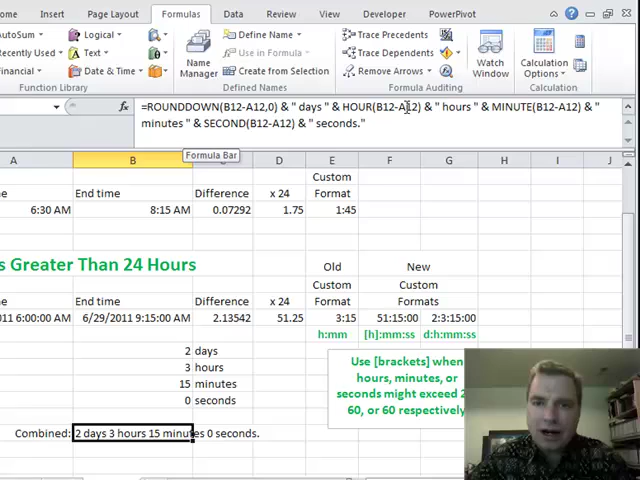 ome Page Layout Formulas Data Review View Developer PowerPivot
AutoSum Logical Define Name Trace Precedents
Recently Used Text Use in Formula Trace Dependents
Financial Date & Time Create from Selection Remove Arrows
Name Manager Watch Window Calculation Options
Function Library Defined Names Formula Auditing Calculation
fx =ROUNDDOWN(B12-A12,0) & " days " & HOUR(B12-A12) & " hours " & MINUTE(B12-A12) & "
minutes " & SECOND(B12-A12) & " seconds."
Formula Bar
A B C D E F G H I J
Custom
me End time Difference x 24 Format
6:30 AM 8:15 AM 0.07292 1.75 1:45
s Greater Than 24 Hours Old New
Custom Custom
me End time Difference x 24 Format Formats
011 6:00:00 AM 6/29/2011 9:15:00 AM 2.13542 51.25 3:15 51:15:00 2:3:15:00
h:mm [h]:mm:ss d:h:mm:ss
2 days
3 hours
15 minutes
0 seconds
Use [brackets] when
hours, minutes, or
seconds might exceed 2
60, or 60 respectively
Combined: 2 days 3 hours 15 minutes 0 seconds.